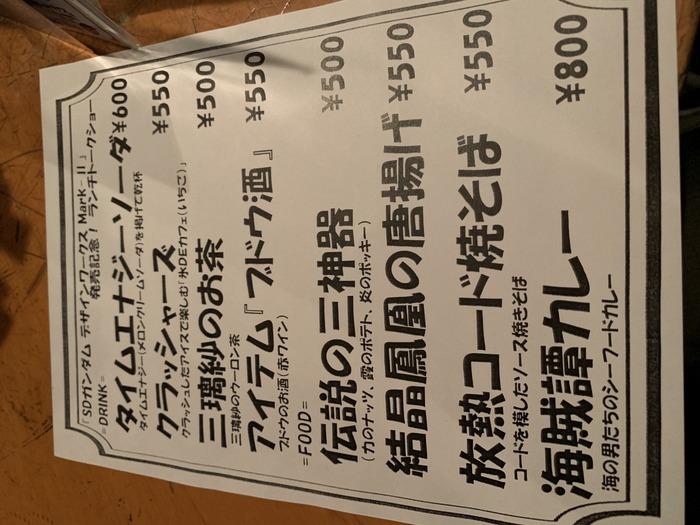 『SDガンダム デザインワークス Mark-Ⅱ』
発売記念！ ランチトークショー
=DRINK=
タイムエナジーソーダ¥600
タイムエナジー(メロンクリームソーダ)を掲げて乾杯
クラッシャーズ ¥550
クラッシュしたアイスで楽しむ「氷DEカフェ(いちご)」
三璃紗のお茶 ¥500
三璃紗のウーロン茶
アイテム『ブドウ酒』 ¥550
ブドウのお酒(赤ワイン)
=FOOD=
伝説の三神器 ¥500
(力のナッツ、霞のポテト、炎のポッキー)
結晶鳳凰の唐揚げ ¥550
放熱コード焼そば ¥550
コードを模したソース焼きそば
海賊譚カレー ¥800
海の男たちのシーフードカレー